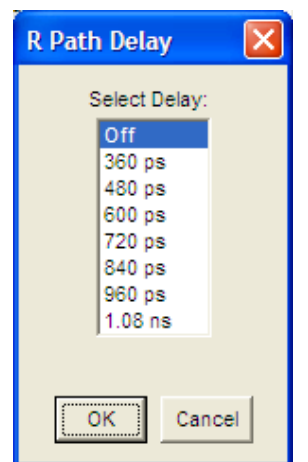 R Path Delay
Select Delay:
Off
360 ps
480 ps
600 ps
720 ps
840 ps
960 ps
1.08 ns
OK Cancel